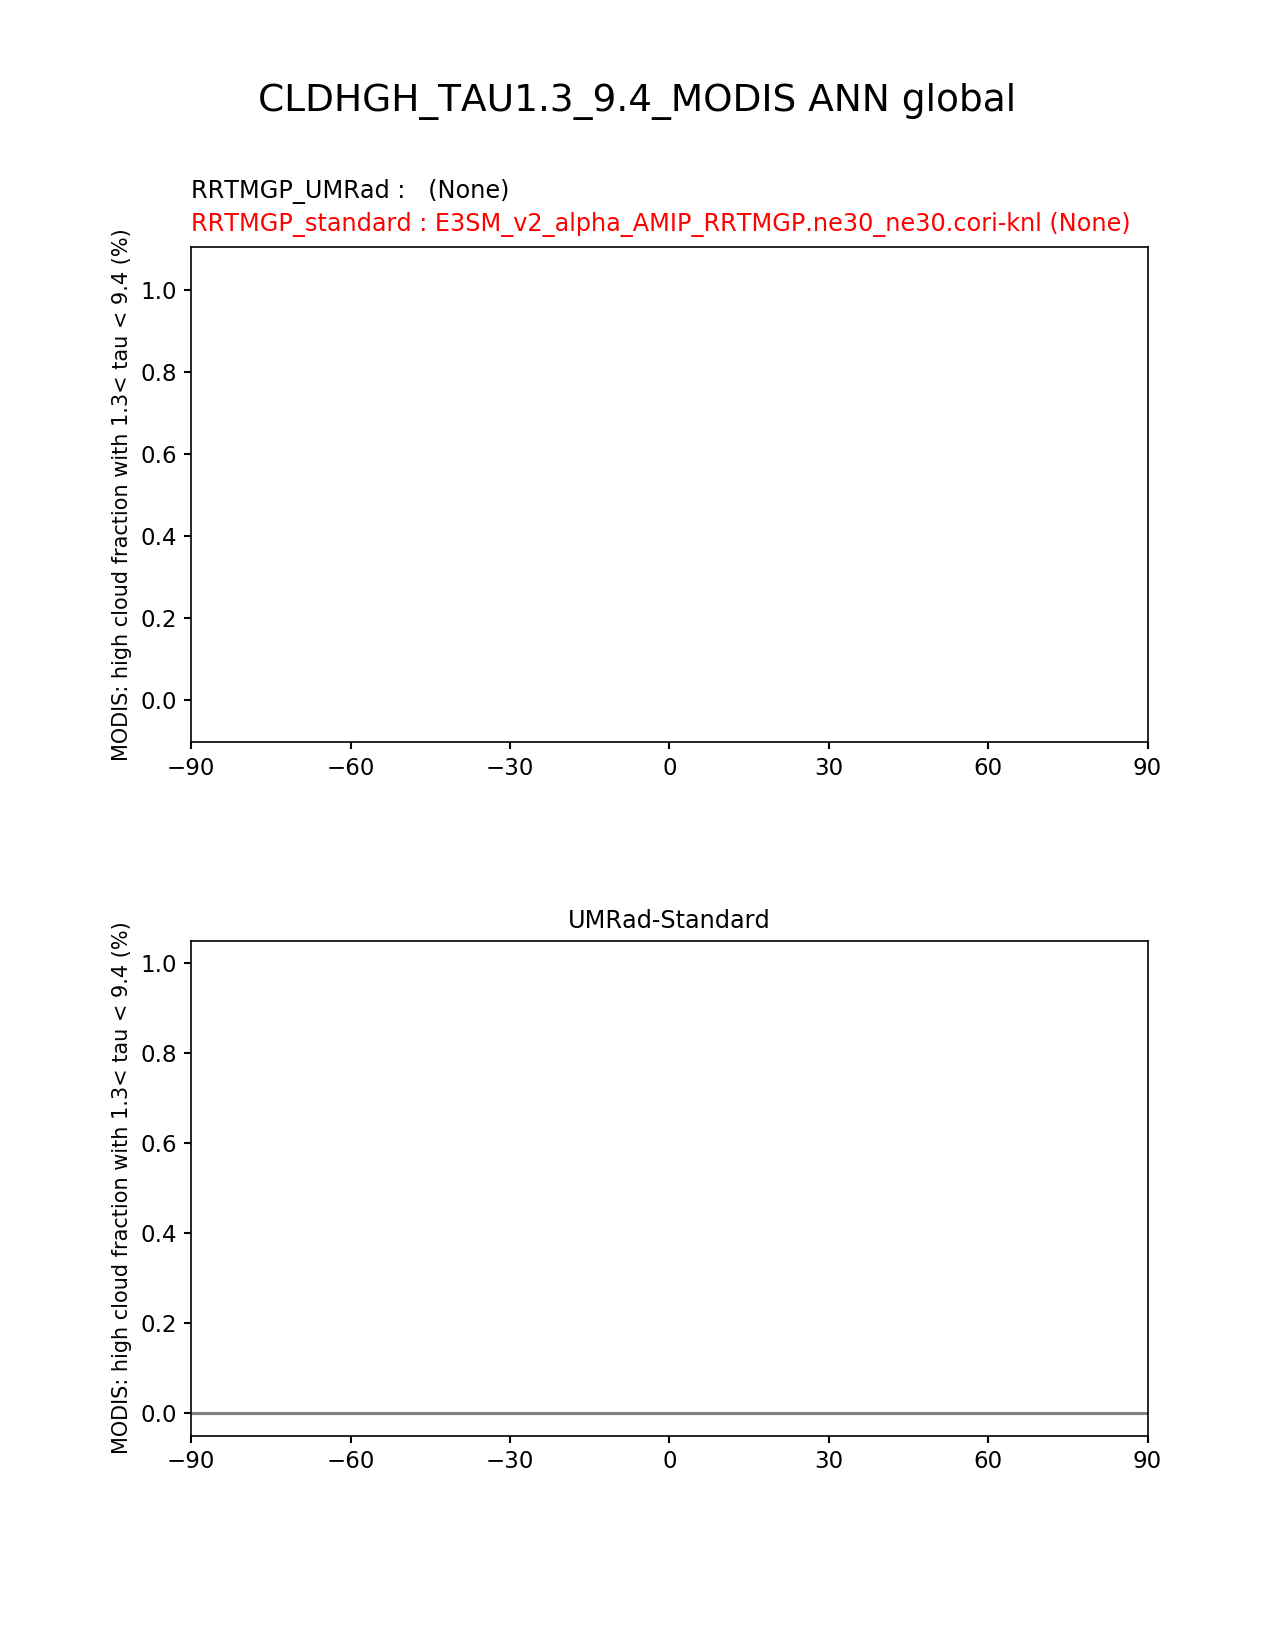 CLDHGH_TAU1.3_9.4_MODIS ANN global
RRTMGP_UMRad :   (None)
RRTMGP_standard : E3SM_v2_alpha_AMIP_RRTMGP.ne30_ne30.cori-knl (None)
MODIS: high cloud fraction with 1.3< tau < 9.4 (%)
1.0
0.8
0.6
0.4
0.2
0.0
−90 −60 −30 0 30 60 90
UMRad-Standard
MODIS: high cloud fraction with 1.3< tau < 9.4 (%)
1.0
0.8
0.6
0.4
0.2
0.0
−90 −60 −30 0 30 60 90